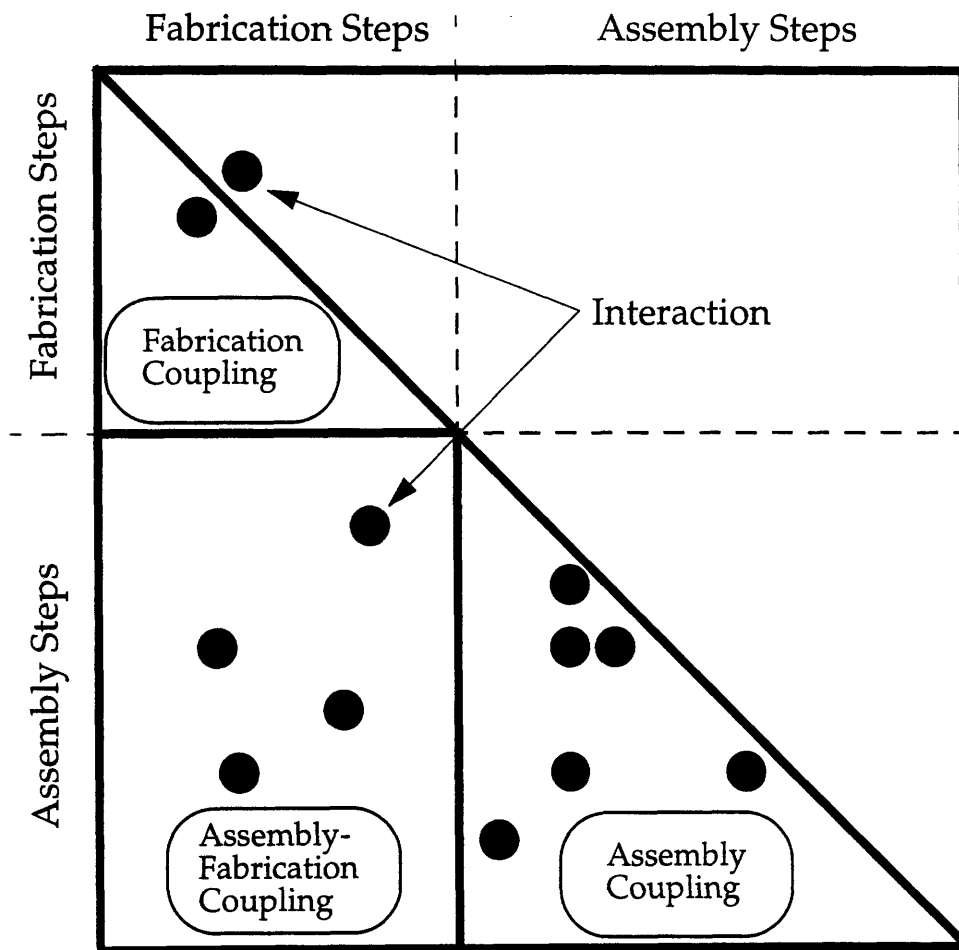 Fabrication Steps
Assembly Steps
Fabrication Steps
Interaction
Fabrication
Coupling
Assembly Steps
Assembly-
Fabrication
Coupling
Assembly
Coupling